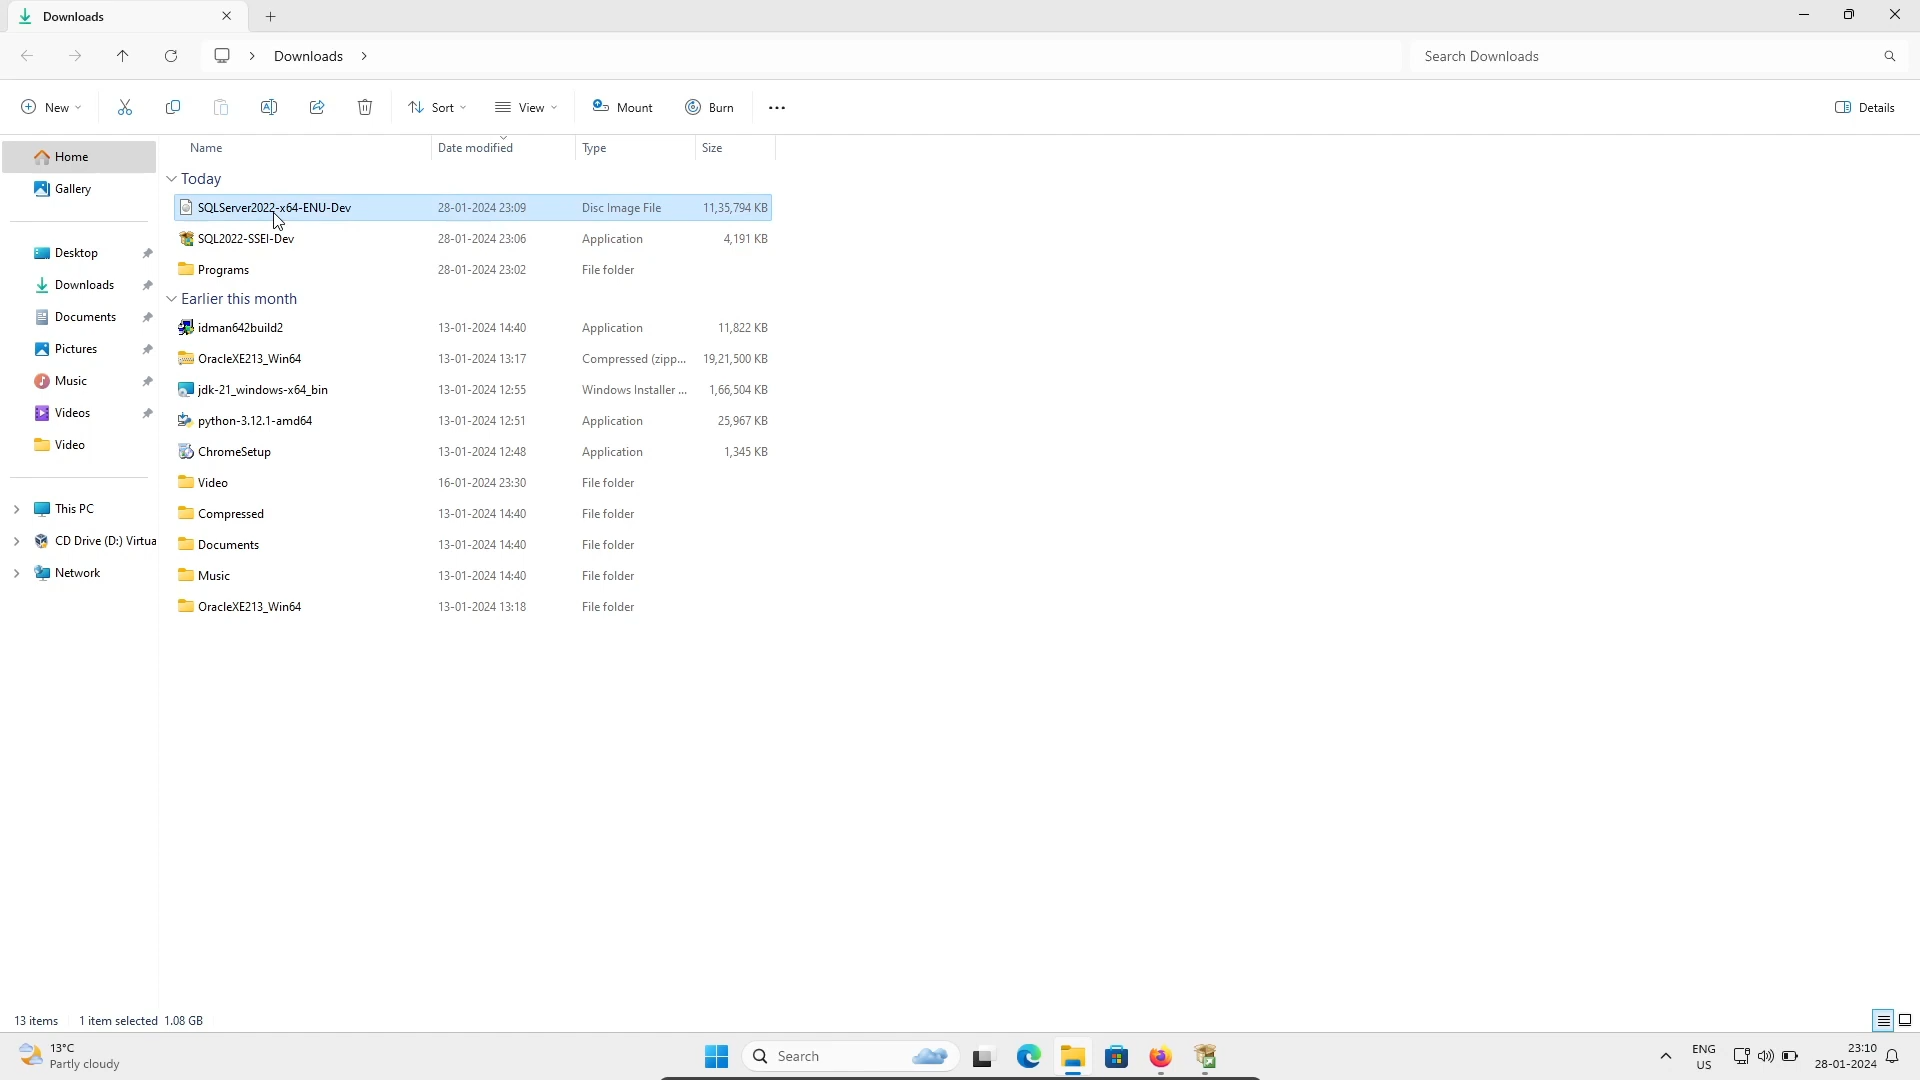 Downloads
Downloads
Search Downloads
New
Sort
View
Mount
Burn
Details
Name Date modified Type Size
Home
Today
Gallery
SQLServer2022-x64-ENU-Dev 28-01-2024 23:09 Disc Image File 11,35,794 KB
SQL2022-SSEI-Dev 28-01-2024 23:06 Application 4,191 KB
Desktop
Programs 28-01-2024 23:02 File folder
Downloads
Earlier this month
Documents
idman642build2 13-01-2024 14:40 Application 11,822 KB
Pictures
OracleXE213_Win64 13-01-2024 13:17 Compressed (zipp... 19,21,500 KB
Music
jdk-21_windows-x64_bin 13-01-2024 12:55 Windows Installer ... 1,66,504 KB
Videos
python-3.12.1-amd64 13-01-2024 12:51 Application 25,967 KB
Video
ChromeSetup 13-01-2024 12:48 Application 1,345 KB
Video 16-01-2024 23:30 File folder
This PC
Compressed 13-01-2024 14:40 File folder
CD Drive (D:) Virtua
Documents 13-01-2024 14:40 File folder
Network
Music 13-01-2024 14:40 File folder
OracleXE213_Win64 13-01-2024 13:18 File folder
13 items 1 item selected 1.08 GB
13°C
Partly cloudy
Search
ENG
US
23:10
28-01-2024